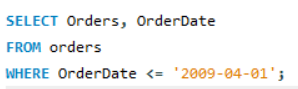 SELECT Orders, OrderDate
FROM orders
WHERE OrderDate <= '2009-04-01';